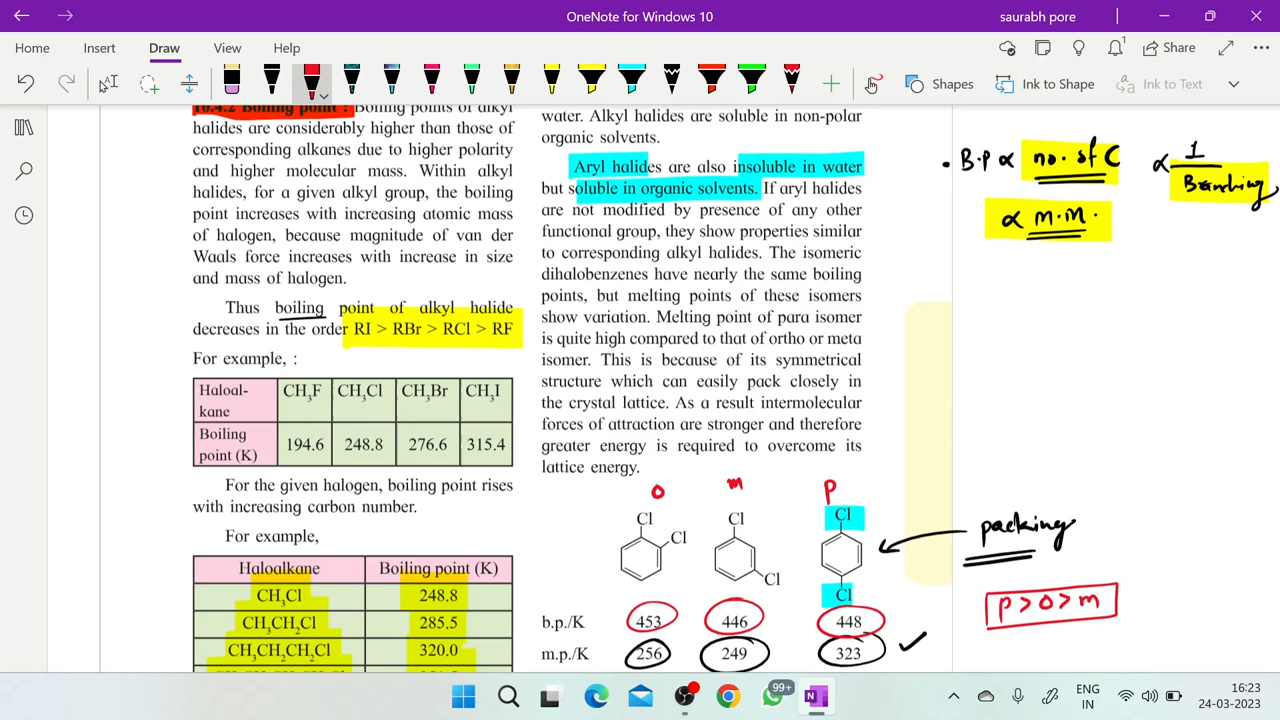 OneNote for Windows 10
saurabh pore
Home
Insert
Draw
View
Help
1
Share
Shapes
Ink to Shape
Ink to Text
10.4.2 Boiling point : Boiling points of alkyl
halides are considerably higher than those of
corresponding alkanes due to higher polarity
and higher molecular mass. Within alkyl
halides, for a given alkyl group, the boiling
point increases with increasing atomic mass
of halogen, because magnitude of van der
Waals force increases with increase in size
and mass of halogen.
Thus boiling point of alkyl halide
decreases in the order RI > RBr > RCl > RF
For example, :
Haloal-
kane
CH3F
CH3Cl
CH3Br
CH3I
Boiling
point (K)
194.6
248.8
276.6
315.4
For the given halogen, boiling point rises
with increasing carbon number.
For example,
Haloalkane
Boiling point (K)
CH3Cl
248.8
CH3CH2Cl
285.5
CH3CH2CH2Cl
320.0
water. Alkyl halides are soluble in non-polar
organic solvents.
Aryl halides are also insoluble in water
but soluble in organic solvents. If aryl halides
are not modified by presence of any other
functional group, they show properties similar
to corresponding alkyl halides. The isomeric
dihalobenzenes have nearly the same boiling
points, but melting points of these isomers
show variation. Melting point of para isomer
is quite high compared to that of ortho or meta
isomer. This is because of its symmetrical
structure which can easily pack closely in
the crystal lattice. As a result intermolecular
forces of attraction are stronger and therefore
greater energy is required to overcome its
lattice energy.
o
m
p
Cl
Cl
Cl
Cl
Cl
Cl
b.p./K
453
446
448
m.p./K
256
249
323
• B.p ∝ no. of C
∝ 1
Branching
∝ m.m.
packing
p > o > m
99+
ENG
IN
16:23
24-03-2023